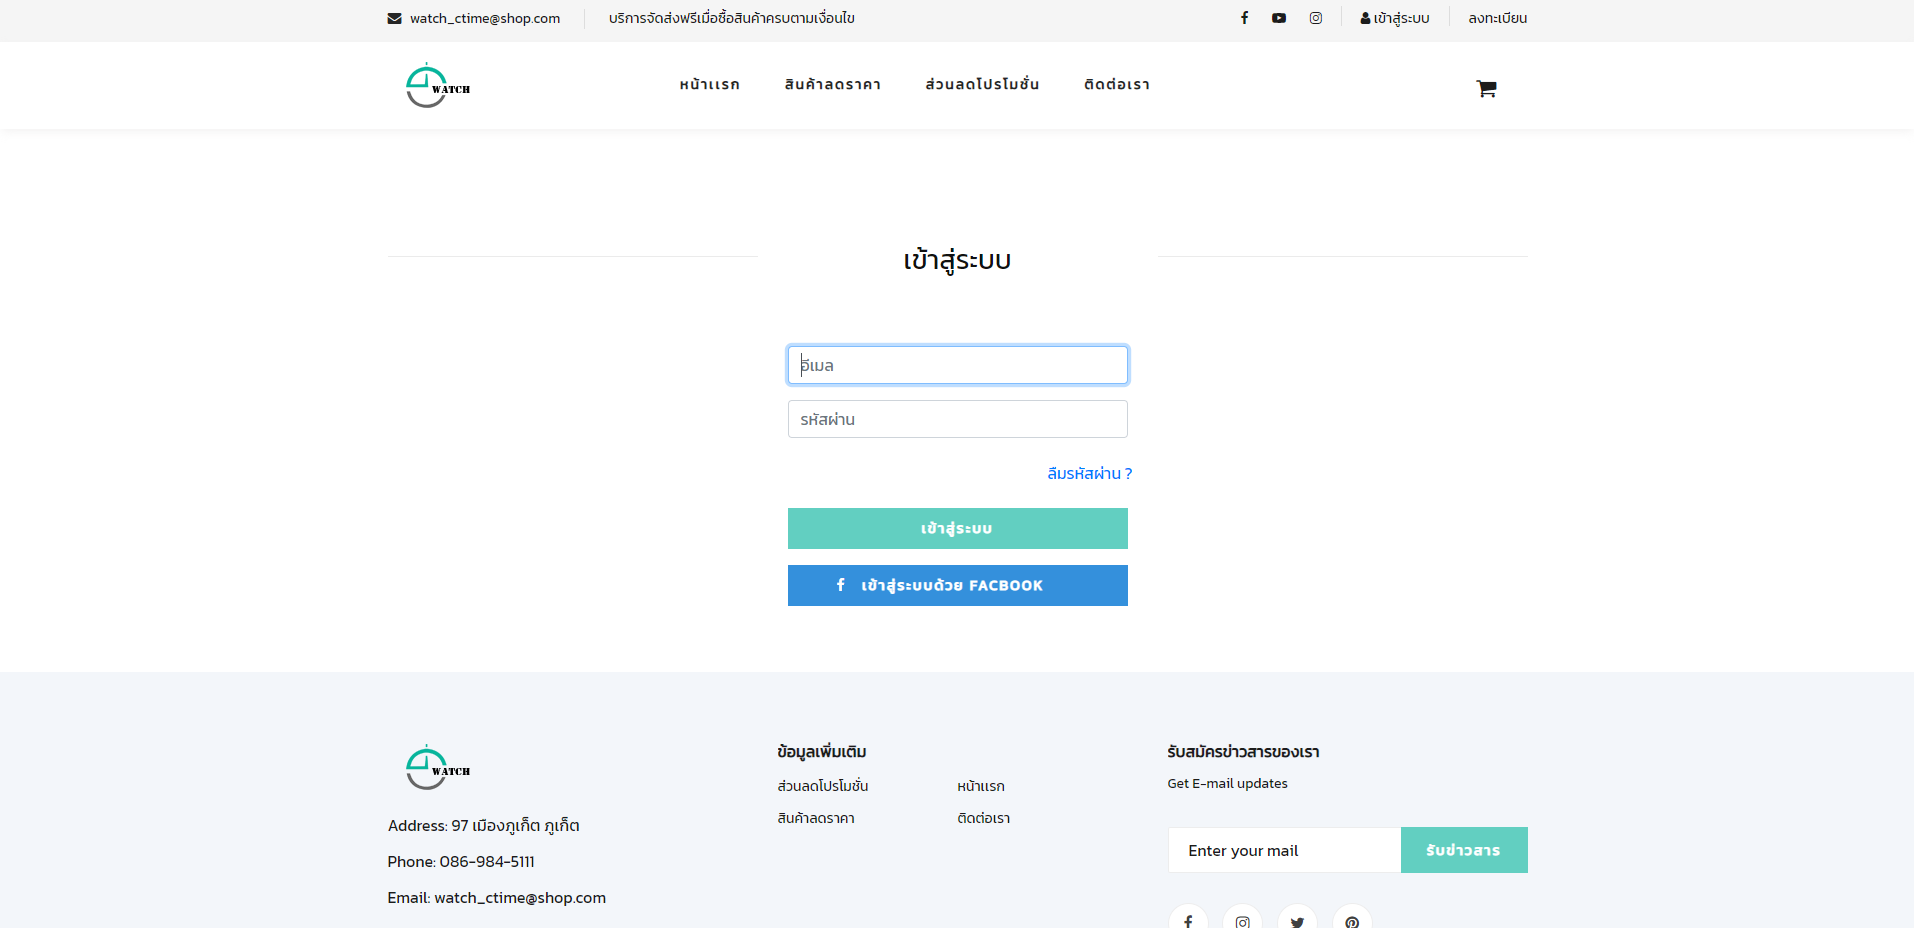 watch_ctime@shop.com
บริการจัดส่งฟรีเมื่อซื้อสินค้าครบตามเงื่อนไข
เข้าสู่ระบบ
ลงทะเบียน
WATCH
หน้าแรก
สินค้าลดราคา
ส่วนลดโปรโมชั่น
ติดต่อเรา
เข้าสู่ระบบ
อีเมล
รหัสผ่าน
ลืมรหัสผ่าน ?
เข้าสู่ระบบ
เข้าสู่ระบบด้วย FACBOOK
WATCH
Address: 97 เมืองภูเก็ต ภูเก็ต
Phone: 086-984-5111
Email: watch_ctime@shop.com
ข้อมูลเพิ่มเติม
ส่วนลดโปรโมชั่น
หน้าแรก
สินค้าลดราคา
ติดต่อเรา
รับสมัครข่าวสารของเรา
Get E-mail updates
Enter your mail
รับข่าวสาร